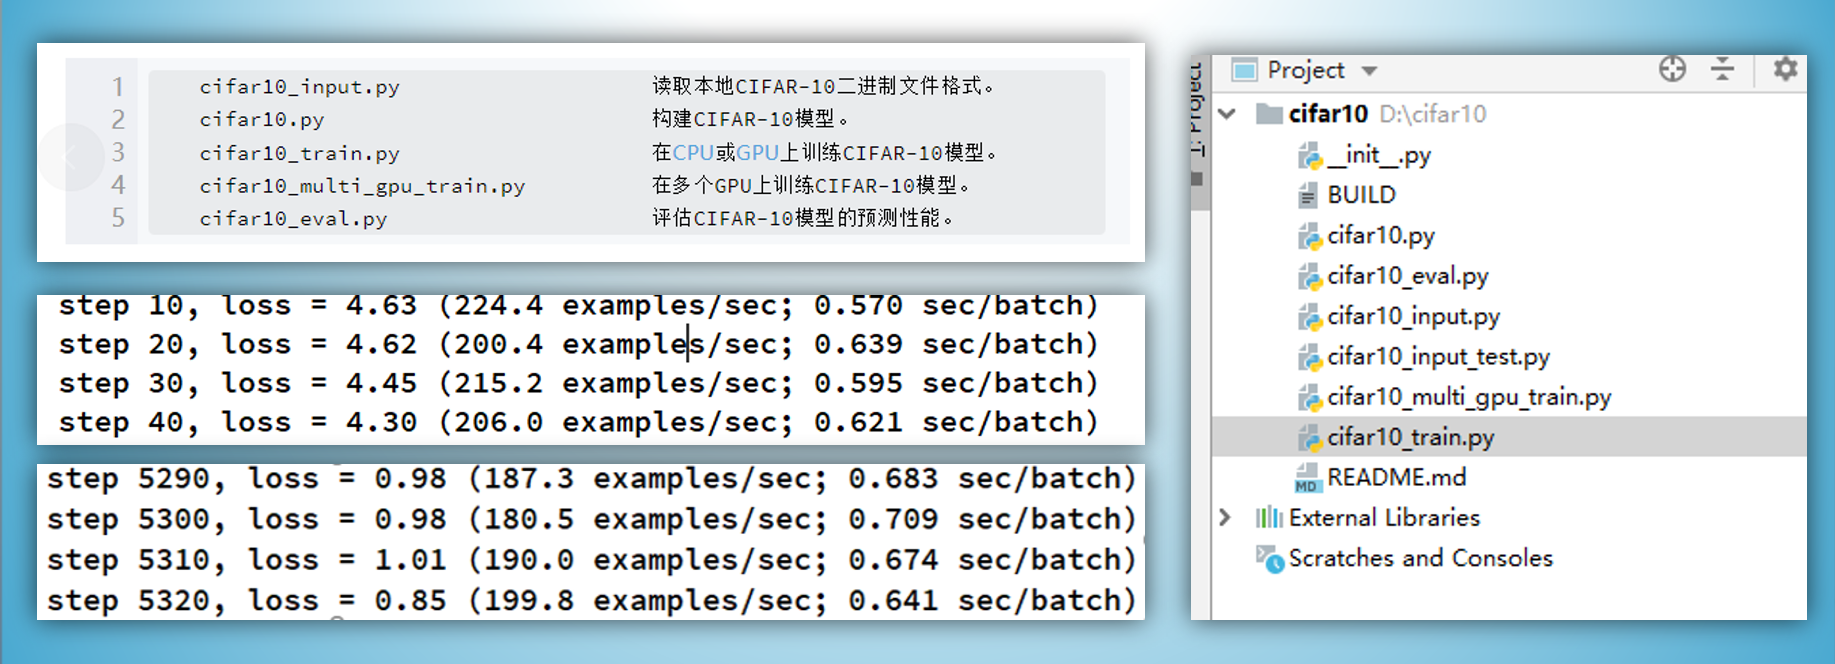 1 cifar10_input.py 读取本地CIFAR-10二进制文件格式。
2 cifar10.py 构建CIFAR-10模型。
3 cifar10_train.py 在CPU或GPU上训练CIFAR-10模型。
4 cifar10_multi_gpu_train.py 在多个GPU上训练CIFAR-10模型。
5 cifar10_eval.py 评估CIFAR-10模型的预测性能。
step 10, loss = 4.63 (224.4 examples/sec; 0.570 sec/batch)
step 20, loss = 4.62 (200.4 examples/sec; 0.639 sec/batch)
step 30, loss = 4.45 (215.2 examples/sec; 0.595 sec/batch)
step 40, loss = 4.30 (206.0 examples/sec; 0.621 sec/batch)
step 5290, loss = 0.98 (187.3 examples/sec; 0.683 sec/batch)
step 5300, loss = 0.98 (180.5 examples/sec; 0.709 sec/batch)
step 5310, loss = 1.01 (190.0 examples/sec; 0.674 sec/batch)
step 5320, loss = 0.85 (199.8 examples/sec; 0.641 sec/batch)
1: Project
Project
cifar10 D:\cifar10
__init__.py
BUILD
cifar10.py
cifar10_eval.py
cifar10_input.py
cifar10_input_test.py
cifar10_multi_gpu_train.py
cifar10_train.py
MD README.md
External Libraries
Scratches and Consoles